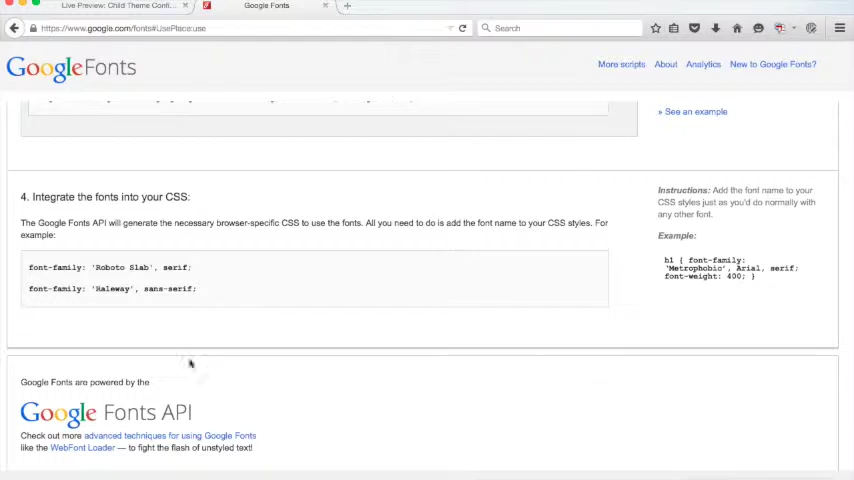 Live Preview: Child Theme Confi...
Google Fonts
https://www.google.com/fonts#UsePlace:use
Search
GoogleFonts
More scripts About Analytics New to Google Fonts?
» See an example
4. Integrate the fonts into your CSS:
The Google Fonts API will generate the necessary browser-specific CSS to use the fonts. All you need to do is add the font name to your CSS styles. For
example:
font-family: 'Roboto Slab', serif;
font-family: 'Raleway', sans-serif;
Instructions: Add the font name to your
CSS styles just as you'd do normally with
any other font.
Example:
h1 { font-family:
'Metrophobic', Arial, serif;
font-weight: 400; }
Google Fonts are powered by the
Google Fonts API
Check out more advanced techniques for using Google Fonts
like the WebFont Loader — to fight the flash of unstyled text!